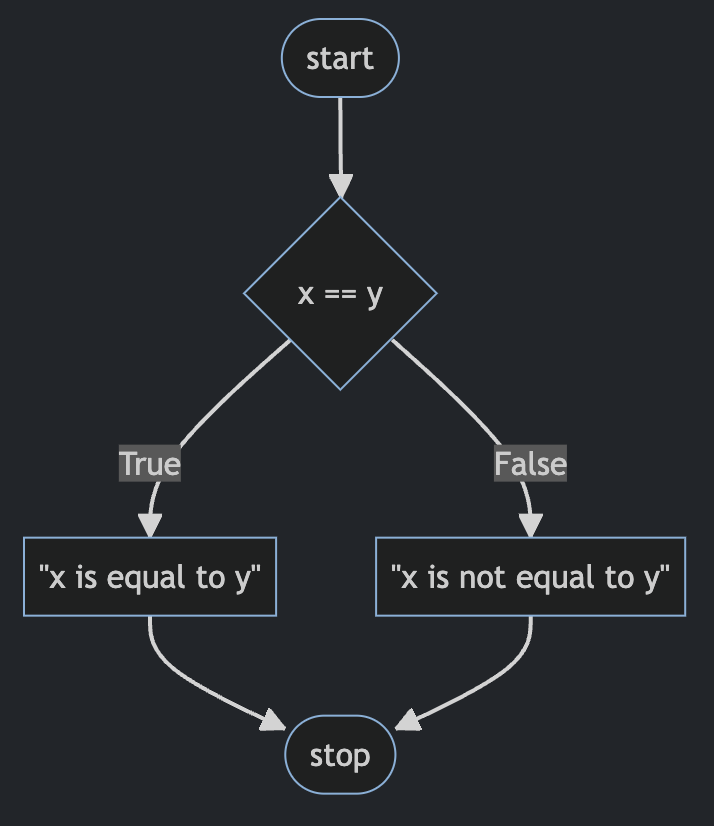 start
x == y
True
False
"x is equal to y"
"x is not equal to y"
stop